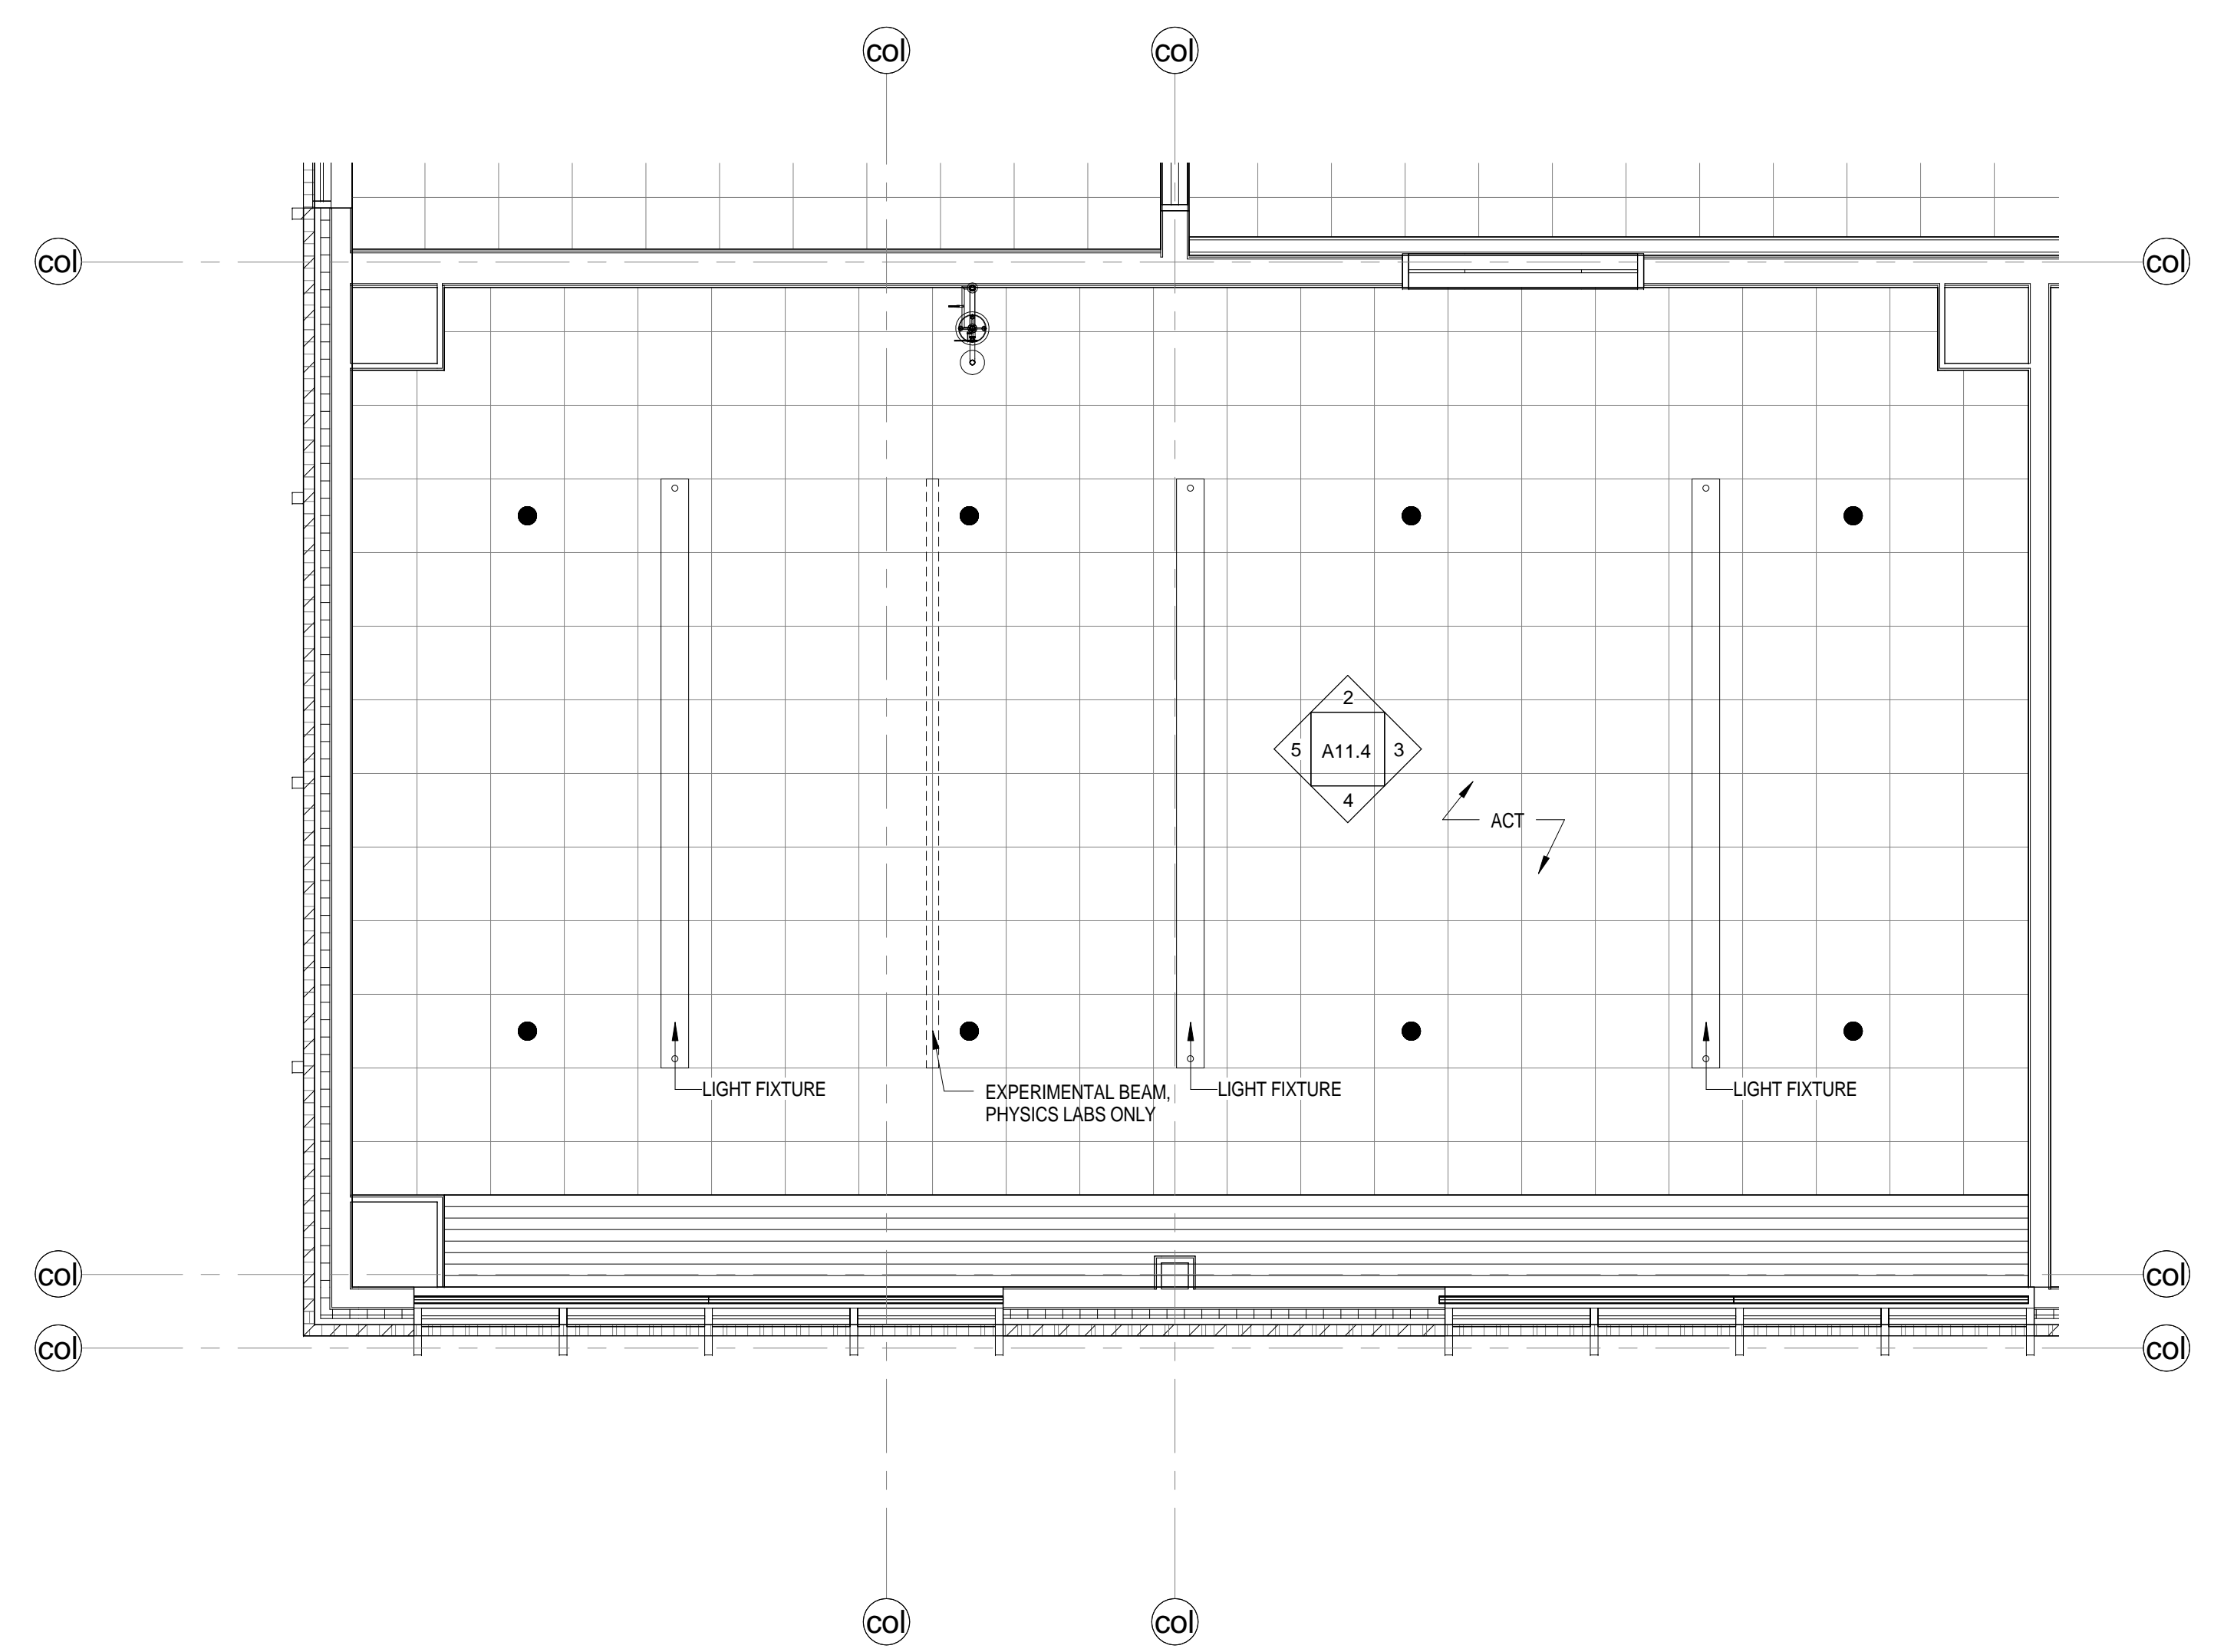 col
col
col
col
2
5
A11.4
3
4
ACT
LIGHT FIXTURE
EXPERIMENTAL BEAM,
PHYSICS LABS ONLY
LIGHT FIXTURE
LIGHT FIXTURE
col
col
col
col
col
col